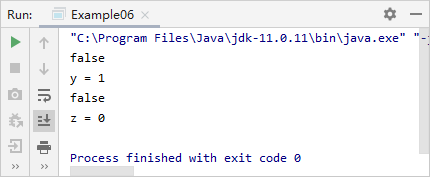 Run: Example06
"C:\Program Files\Java\jdk-11.0.11\bin\java.exe" "-j
false
y = 1
false
z = 0
Process finished with exit code 0